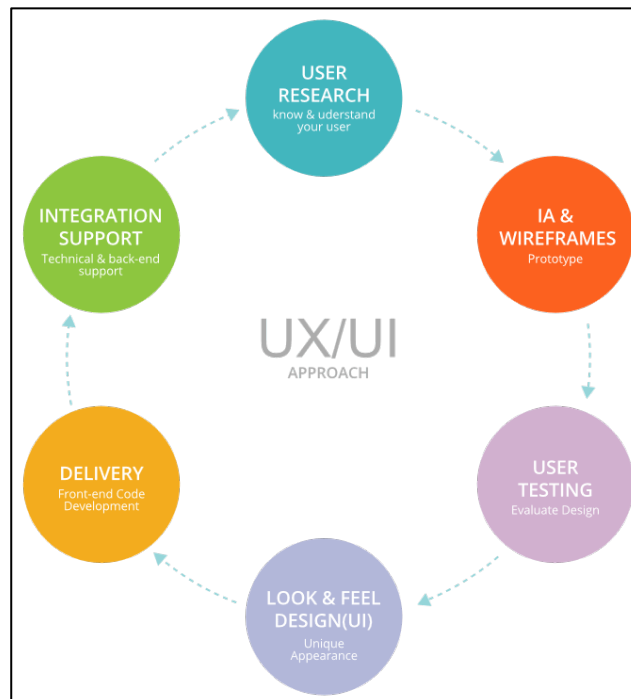 USER
RESEARCH
know & uderstand
your user
IA &
WIREFRAMES
Prototype
USER
TESTING
Evaluate Design
LOOK & FEEL
DESIGN(UI)
Unique
Appearance
DELIVERY
Front-end Code
Development
INTEGRATION
SUPPORT
Technical & back-end
support
UX/UI
APPROACH